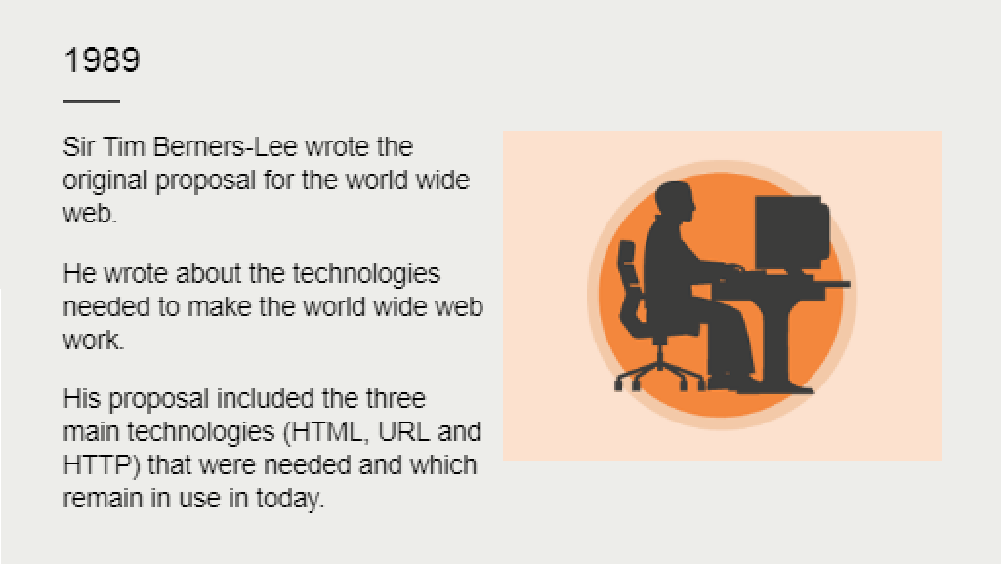 1989
Sir Tim Berners-Lee wrote the
original proposal for the world wide
web.
He wrote about the technologies
needed to make the world wide web
work.
His proposal included the three
main technologies (HTML, URL and
HTTP) that were needed and which
remain in use in today.